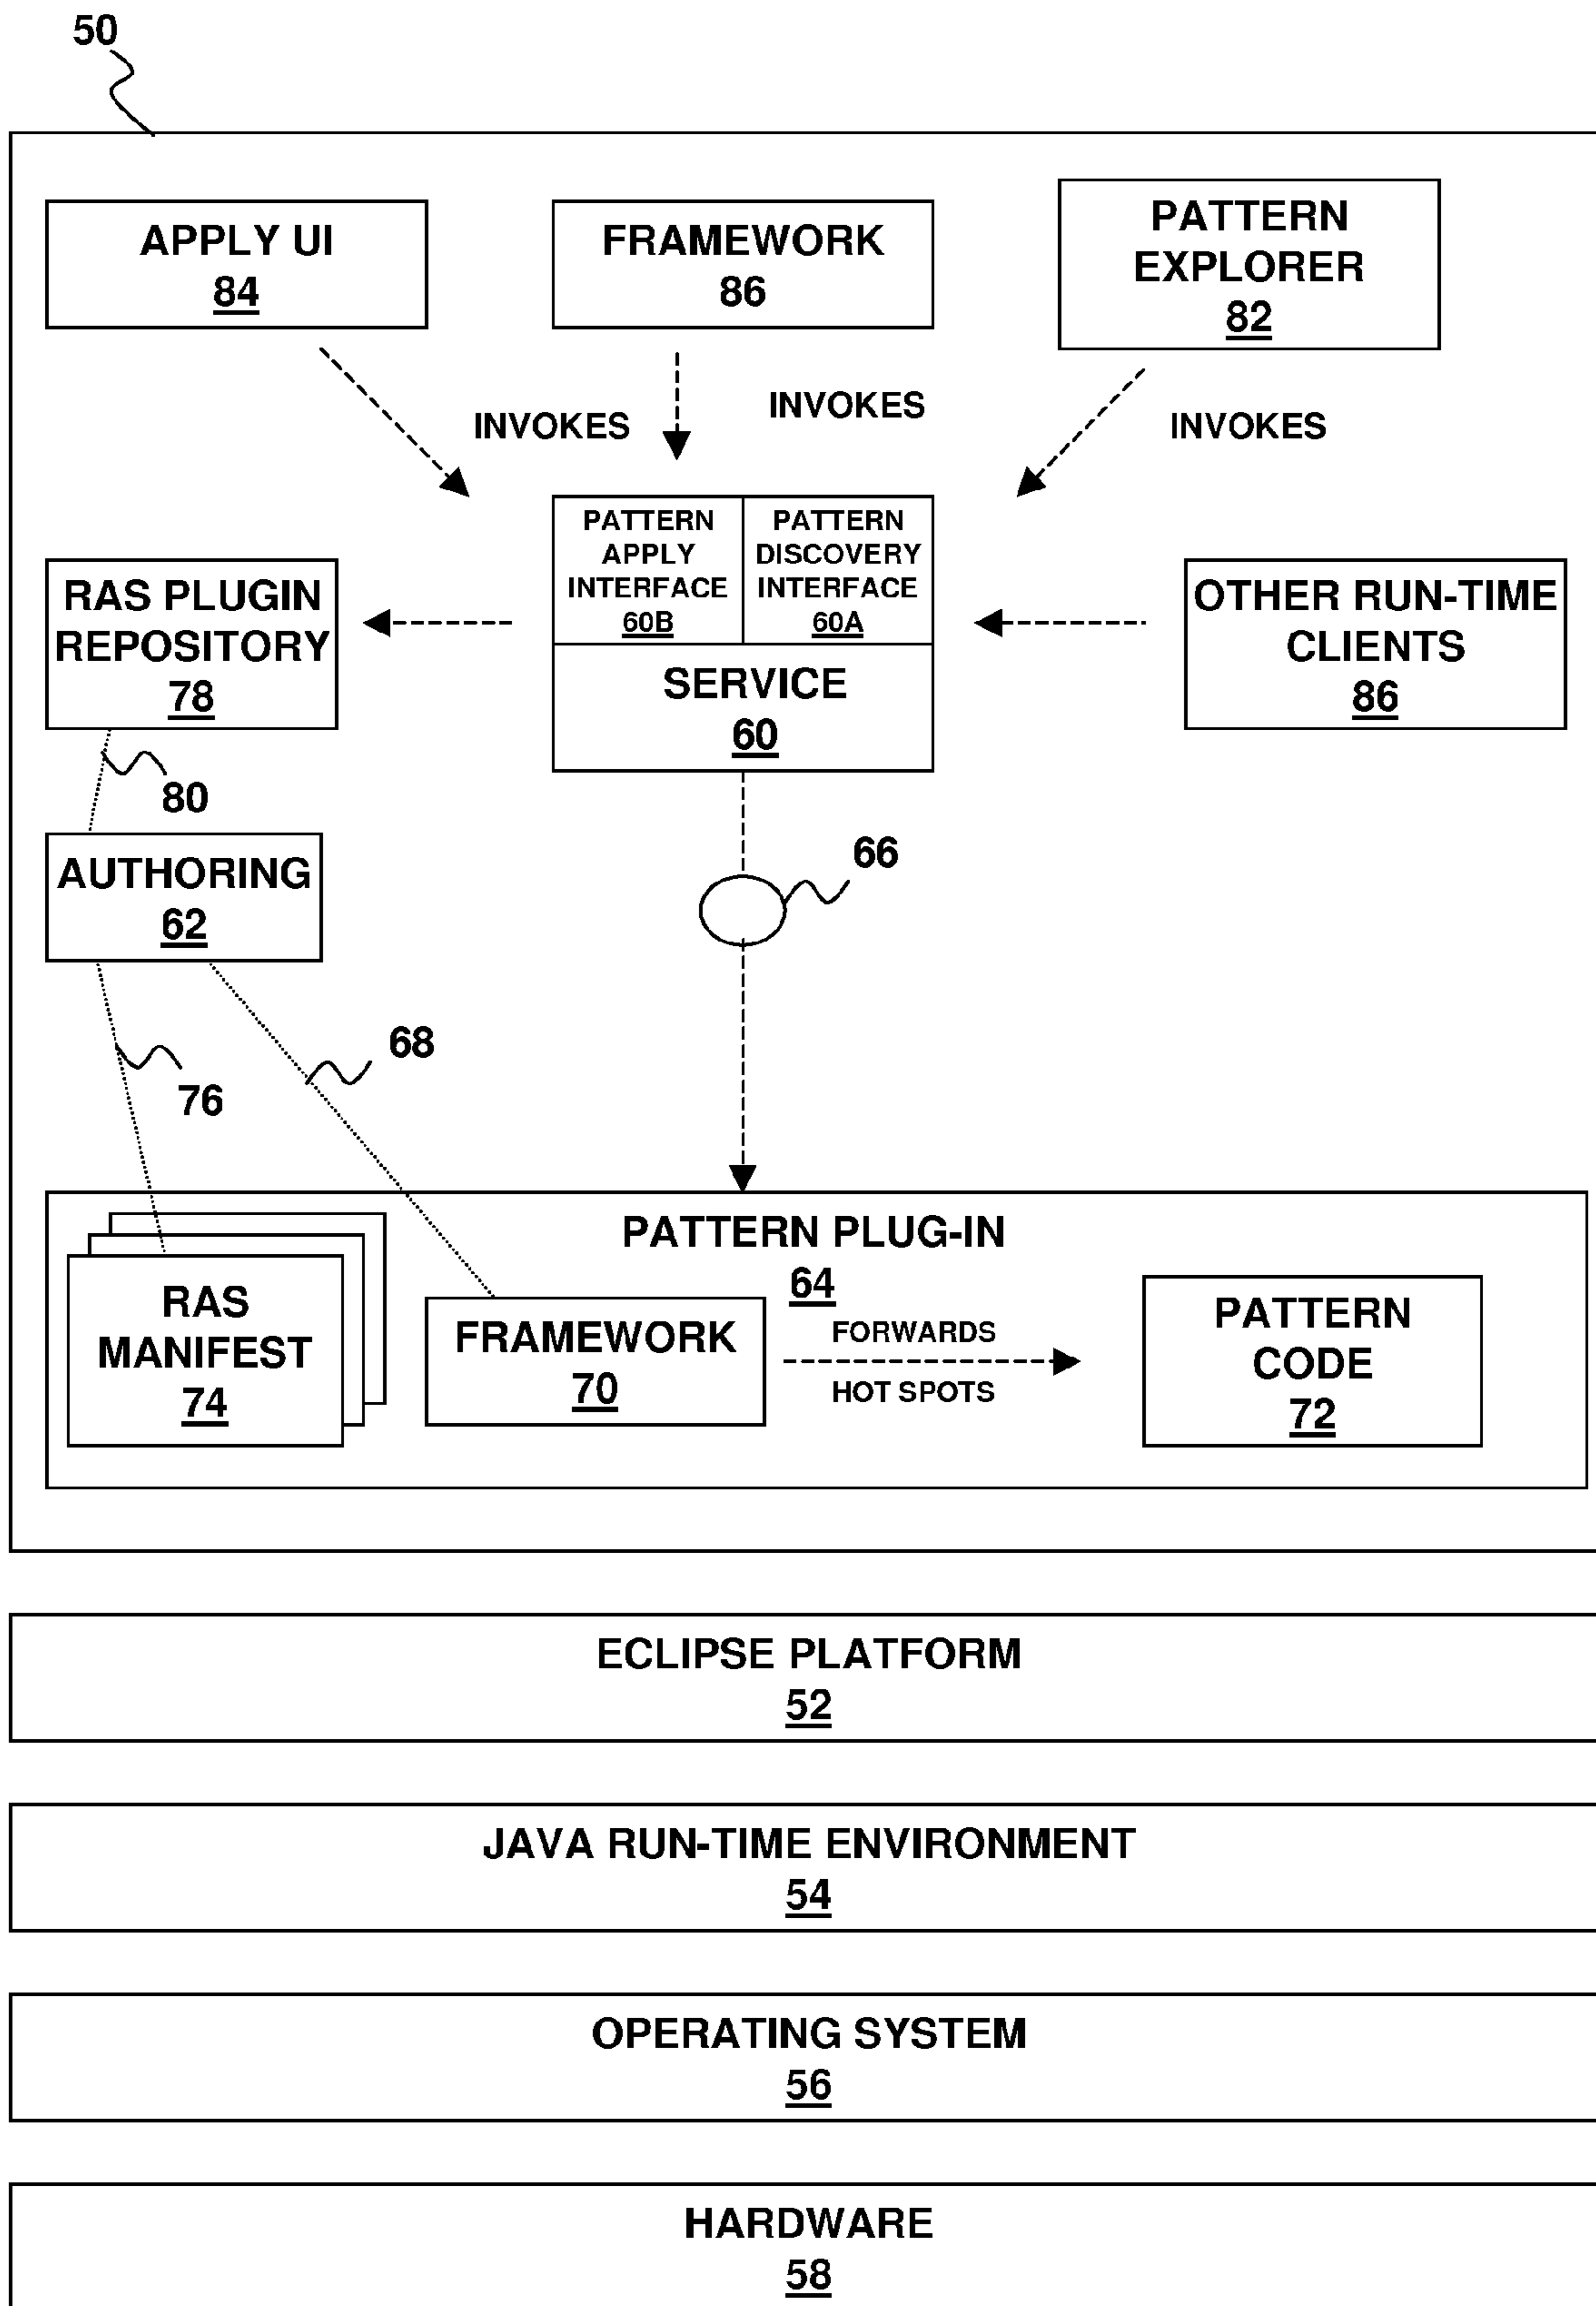 50
APPLY UI
84
FRAMEWORK
86
PATTERN
EXPLORER
82
INVOKES
INVOKES
INVOKES
PATTERN
APPLY
INTERFACE
60B
PATTERN
DISCOVERY
INTERFACE
60A
SERVICE
60
RAS PLUGIN
REPOSITORY
78
OTHER RUN-TIME
CLIENTS
86
80
AUTHORING
62
66
68
76
PATTERN PLUG-IN
64
RAS
MANIFEST
74
FRAMEWORK
70
FORWARDS
HOT SPOTS
PATTERN
CODE
72
ECLIPSE PLATFORM
52
JAVA RUN-TIME ENVIRONMENT
54
OPERATING SYSTEM
56
HARDWARE
58